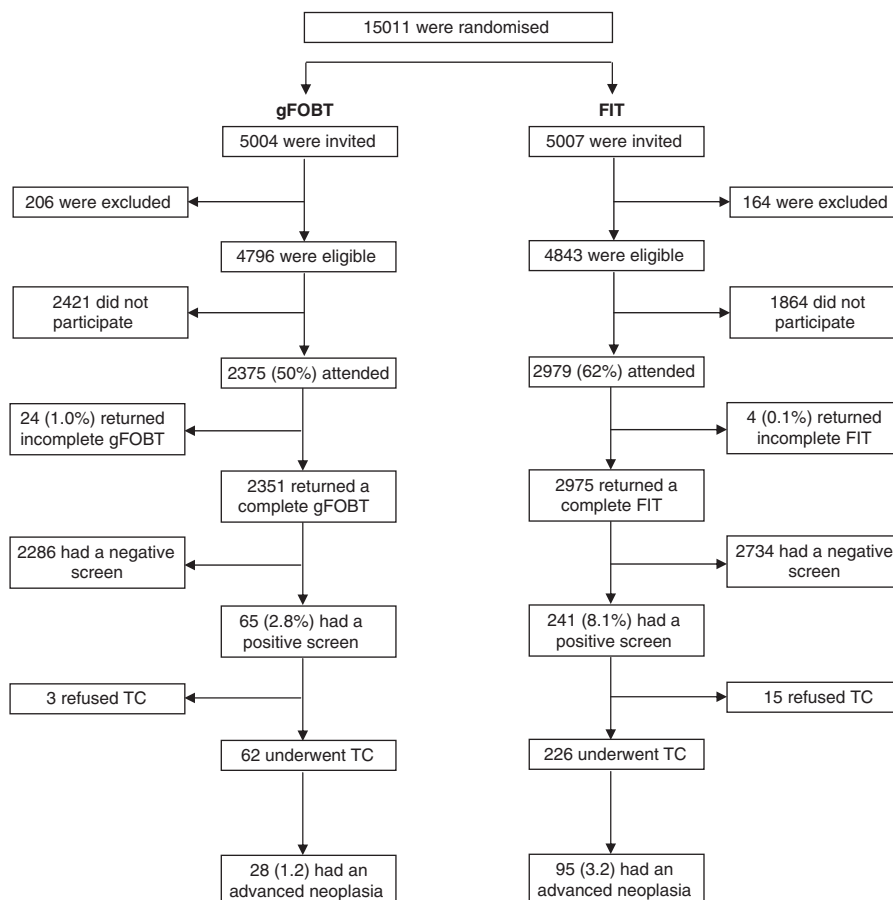 15011 were randomised
gFOBT
FIT
5004 were invited
5007 were invited
206 were excluded
164 were excluded
4796 were eligible
4843 were eligible
2421 did not
participate
1864 did not
participate
2375 (50%) attended
2979 (62%) attended
24 (1.0%) returned
incomplete gFOBT
4 (0.1%) returned
incomplete FIT
2351 returned a
complete gFOBT
2975 returned a
complete FIT
2286 had a negative
screen
2734 had a negative
screen
65 (2.8%) had a
positive screen
241 (8.1%) had a
positive screen
3 refused TC
15 refused TC
62 underwent TC
226 underwent TC
28 (1.2) had an
advanced neoplasia
95 (3.2) had an
advanced neoplasia